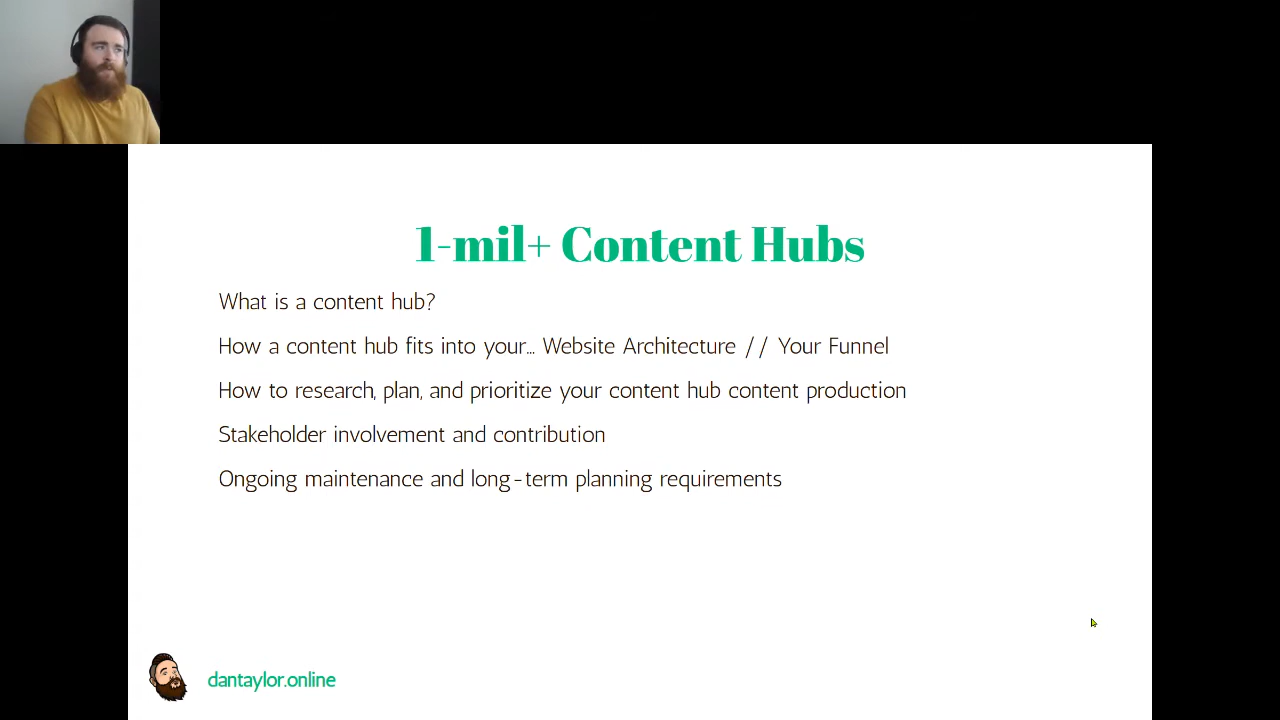 1-mil+ Content Hubs
What is a content hub?
How a content hub fits into your... Website Architecture // Your Funnel
How to research, plan, and prioritize your content hub content production
Stakeholder involvement and contribution
Ongoing maintenance and long-term planning requirements
dantaylor.online